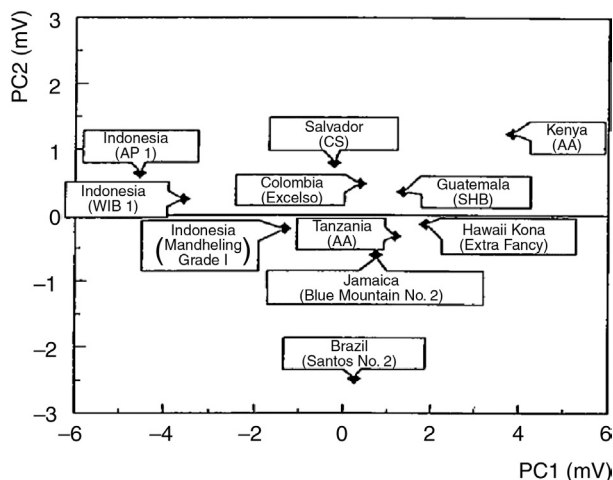 PC2 (mV)
3
2
1
0
−1
−2
−3
Indonesia
(AP 1)
Salvador
(CS)
Kenya
(AA)
Indonesia
(WIB 1)
Colombia
(Excelso)
Guatemala
(SHB)
Indonesia
(Mandheling
Grade I)
Tanzania
(AA)
Hawaii Kona
(Extra Fancy)
Jamaica
(Blue Mountain No. 2)
Brazil
(Santos No. 2)
−6 −4 −2 0 2 4 6
PC1 (mV)